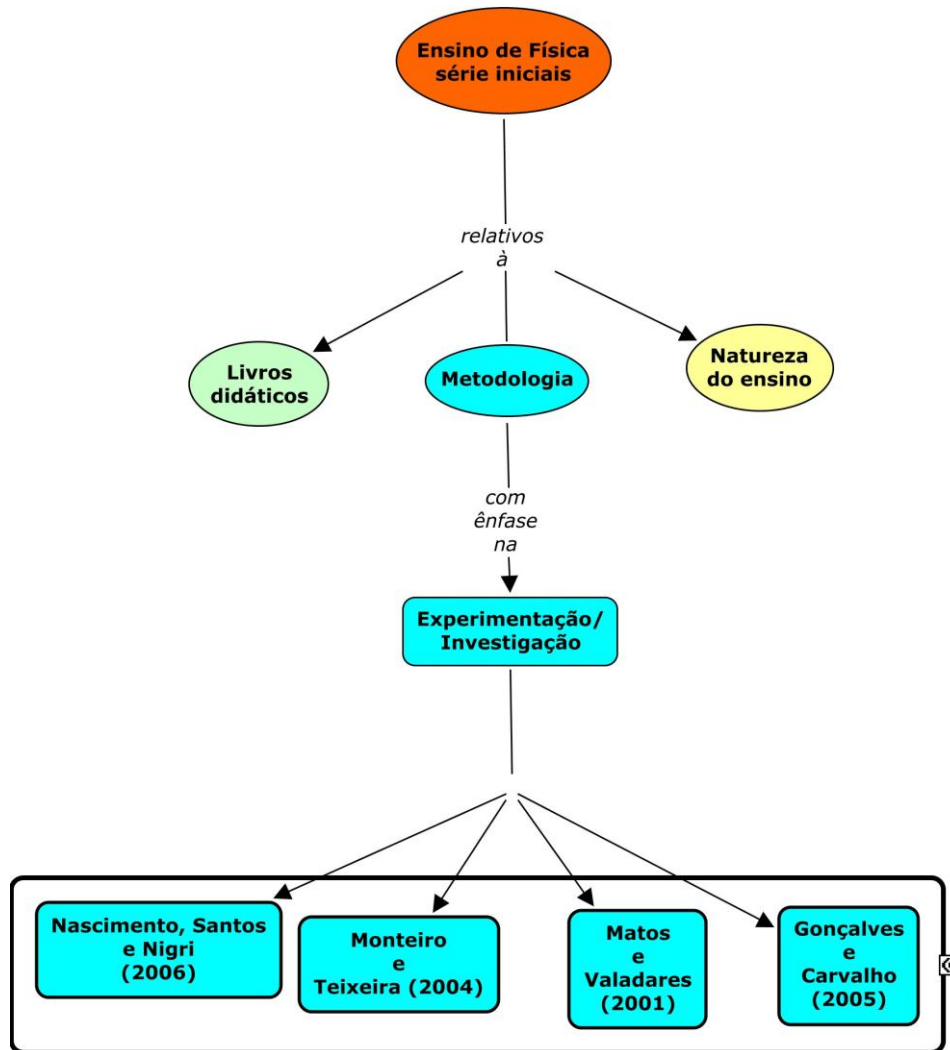 Ensino de Física
série iniciais
relativos
à
Livros
didáticos
Metodologia
Natureza
do ensino
com
ênfase
na
Experimentação/
Investigação
Nascimento, Santos
e Nigri
(2006)
Monteiro
e
Teixeira (2004)
Matos
e
Valadares
(2001)
Gonçalves
e
Carvalho
(2005)